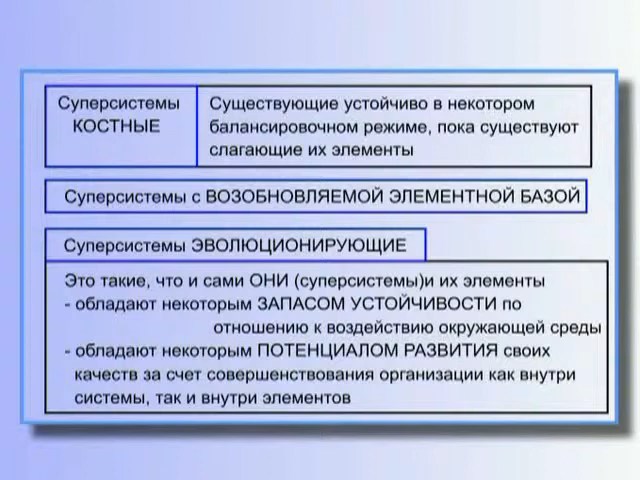 Суперсистемы
КОСТНЫЕ
Существующие устойчиво в некотором
балансировочном режиме, пока существуют
слагающие их элементы
Суперсистемы с ВОЗОБНОВЛЯЕМОЙ ЭЛЕМЕНТНОЙ БАЗОЙ
Суперсистемы ЭВОЛЮЦИОНИРУЮЩИЕ
Это такие, что и сами ОНИ (суперсистемы)и их элементы
- обладают некоторым ЗАПАСОМ УСТОЙЧИВОСТИ по
отношению к воздействию окружающей среды
- обладают некоторым ПОТЕНЦИАЛОМ РАЗВИТИЯ своих
качеств за счет совершенствования организации как внутри
системы, так и внутри элементов